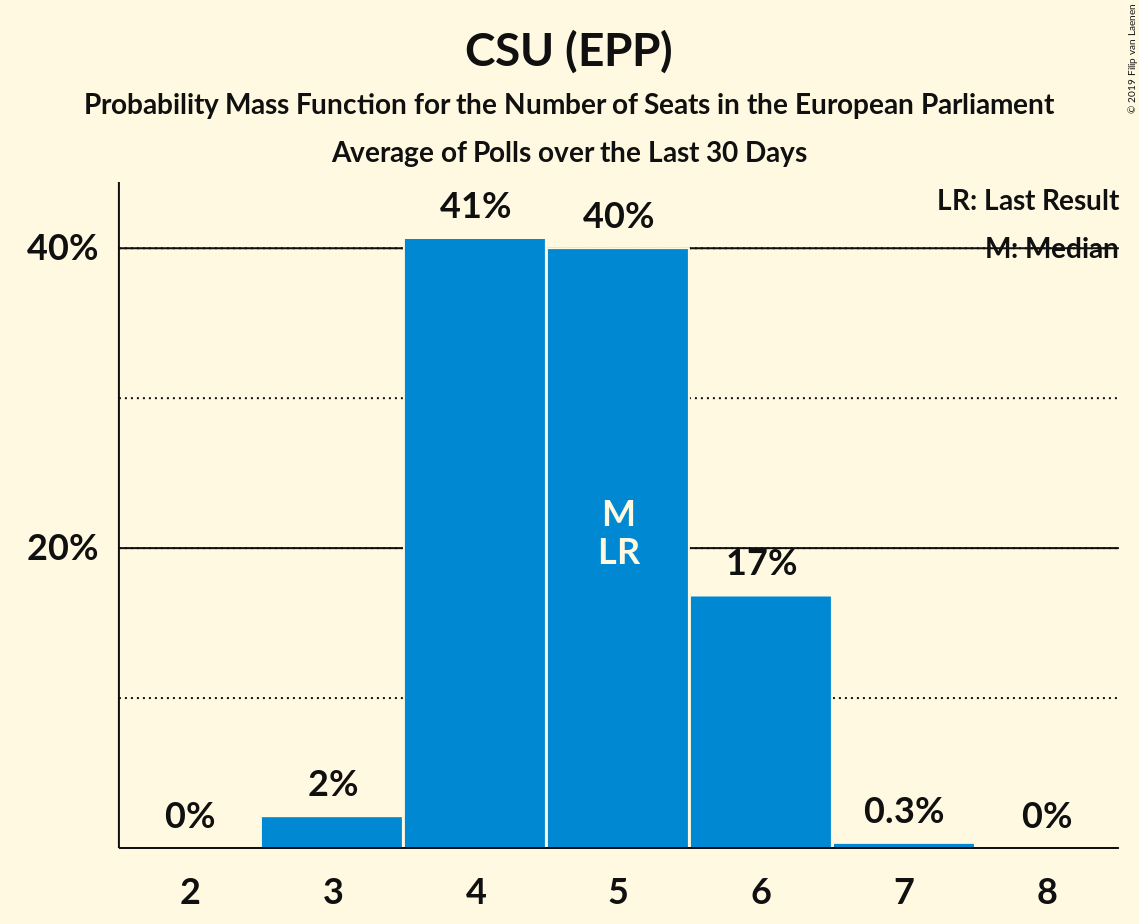 CSU (EPP)
Probability Mass Function for the Number of Seats in the European Parliament
Average of Polls over the Last 30 Days
© 2019 Filip van Laenen
LR: Last Result
M: Median
41%
40%
40%
M
LR
20%
17%
2%
0%
0.3%
0%
2 3 4 5 6 7 8